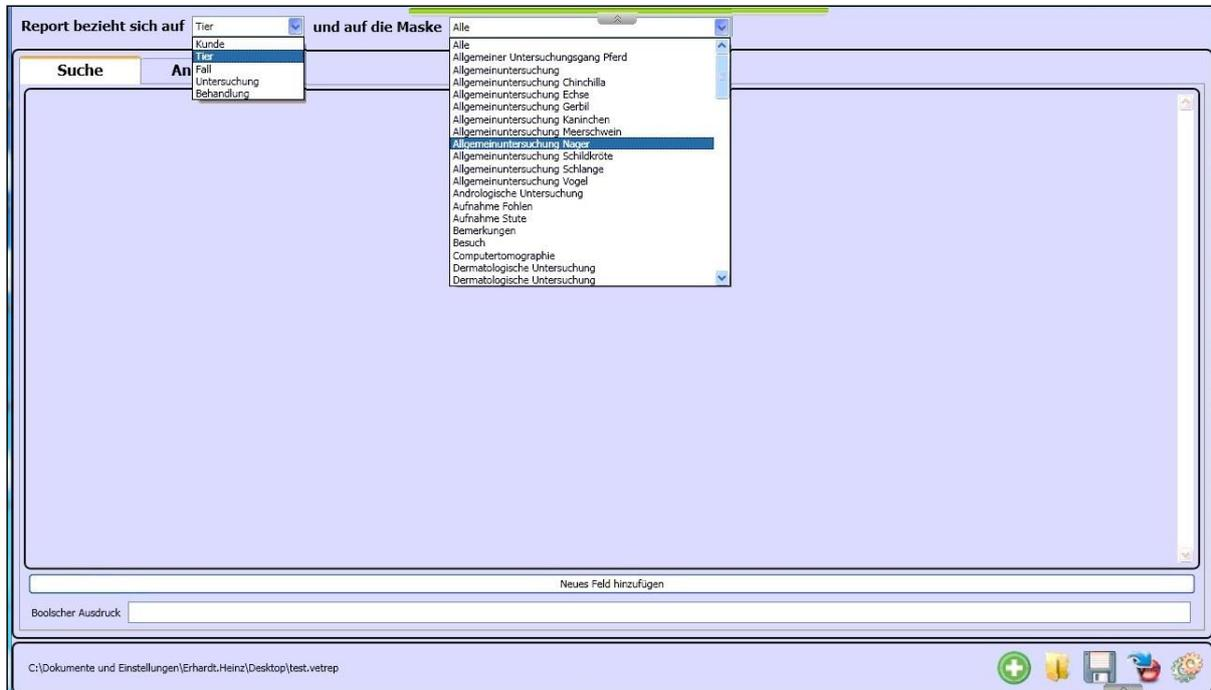 Report bezieht sich auf Tier und auf die Maske Alle
Kunde
Tier
Fall
Untersuchung
Behandlung
Alle
Allgemeiner Untersuchungsgang Pferd
Allgemeinuntersuchung
Allgemeinuntersuchung Chinchilla
Allgemeinuntersuchung Echse
Allgemeinuntersuchung Gerbil
Allgemeinuntersuchung Kaninchen
Allgemeinuntersuchung Meerschwein
Allgemeinuntersuchung Nager
Allgemeinuntersuchung Schildkröte
Allgemeinuntersuchung Schlange
Allgemeinuntersuchung Vogel
Andrologische Untersuchung
Aufnahme Fohlen
Aufnahme Stute
Bemerkungen
Besuch
Computertomographie
Dermatologische Untersuchung
Dermatologische Untersuchung
Suche An
Neues Feld hinzufügen
Boolscher Ausdruck
C:\Dokumente und Einstellungen\Erhardt.Heinz\Desktop\test.vetrep